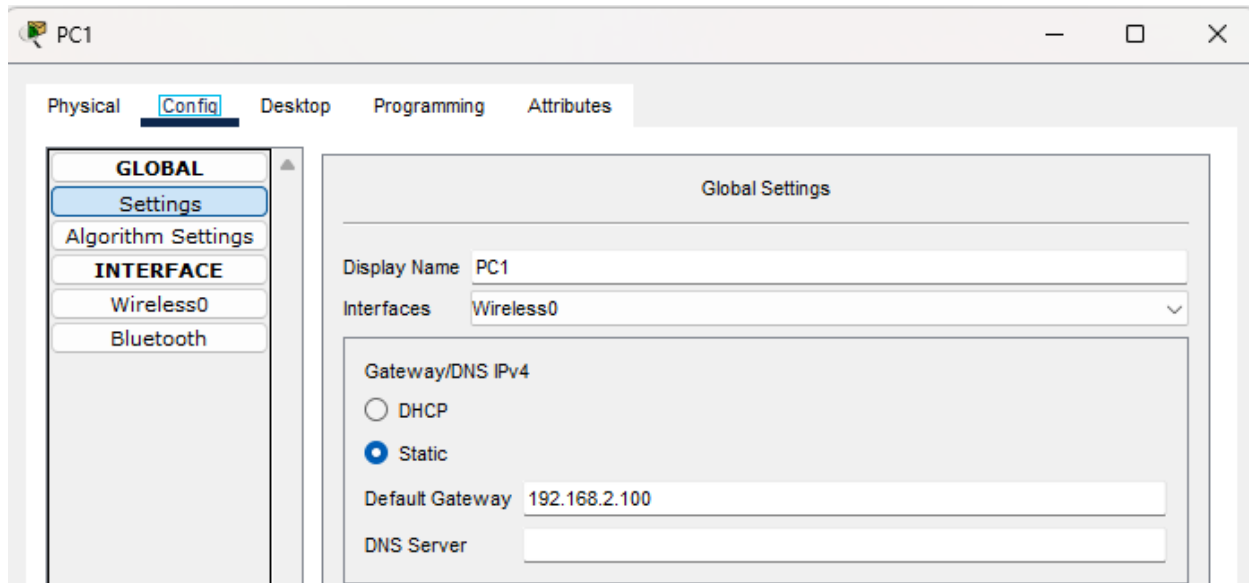 PC1
Physical Config Desktop Programming Attributes
GLOBAL
Settings
Algorithm Settings
INTERFACE
Wireless0
Bluetooth
Global Settings
Display Name PC1
Interfaces Wireless0
Gateway/DNS IPv4
DHCP
Static
Default Gateway 192.168.2.100
DNS Server